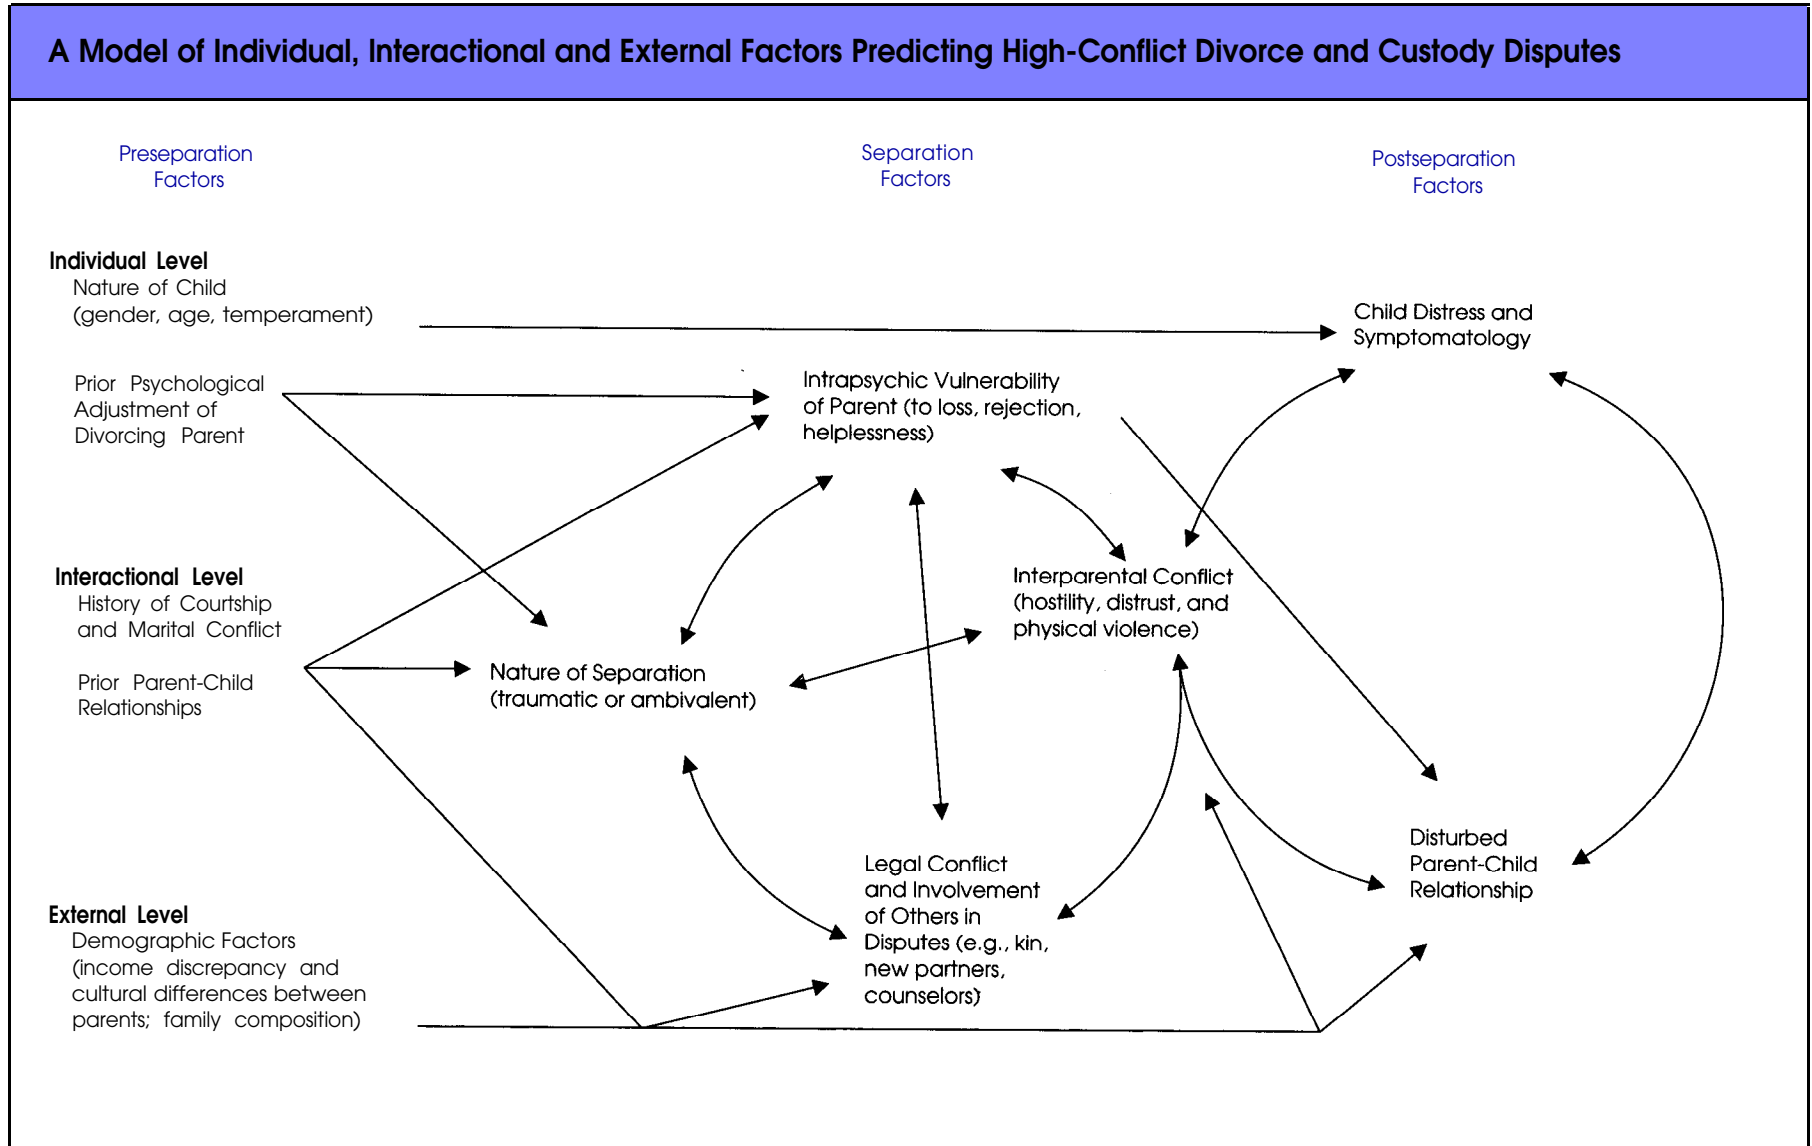 A Model of Individual, Interactional and External Factors Predicting High-Conflict Divorce and Custody Disputes
Preseparation
Factors
Separation
Factors
Postseparation
Factors
Individual Level
Nature of Child
(gender, age, temperament)
Prior Psychological
Adjustment of
Divorcing Parent
Interactional Level
History of Courtship
and Marital Conflict
Prior Parent-Child
Relationships
External Level
Demographic Factors
(income discrepancy and
cultural differences between
parents; family composition)
Intrapsychic Vulnerability
of Parent (to loss, rejection,
helplessness)
Nature of Separation
(traumatic or ambivalent)
Interparental Conflict
(hostility, distrust, and
physical violence)
Legal Conflict
and Involvement
of Others in
Disputes (e.g., kin,
new partners,
counselors)
Child Distress and
Symptomatology
Disturbed
Parent-Child
Relationship